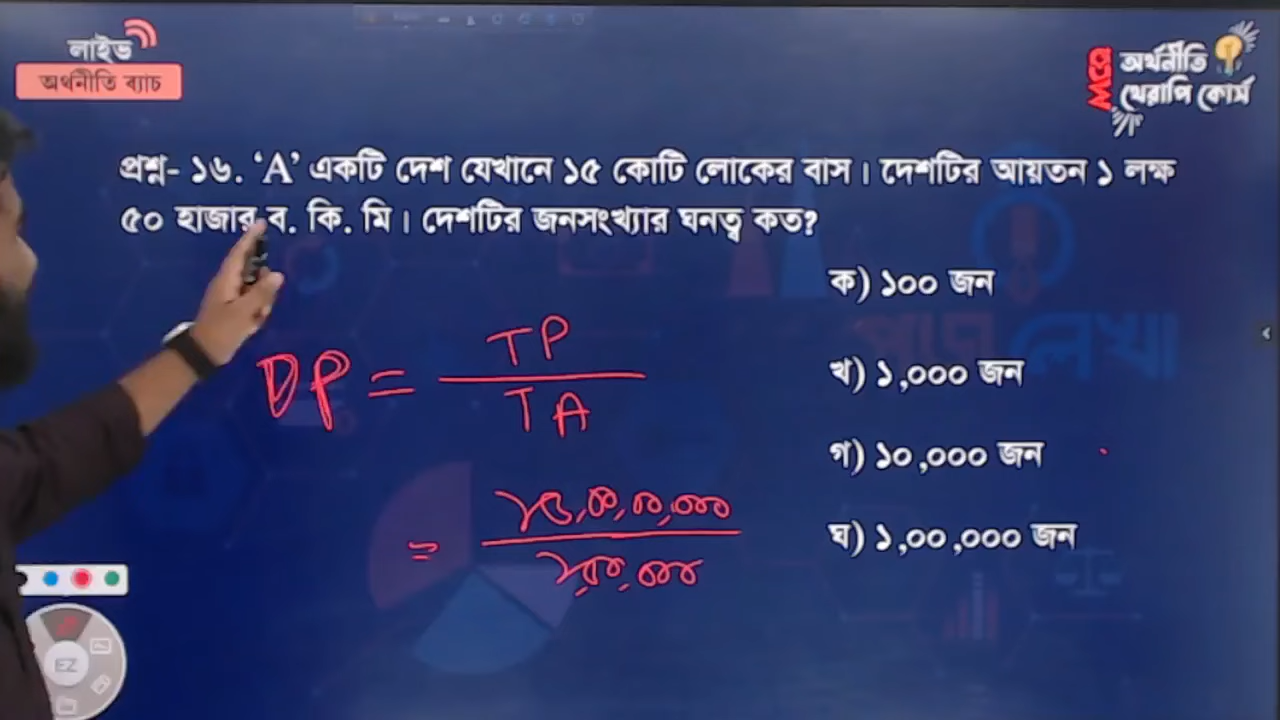 লাইভ
অর্থনীতি ব্যাচ
MCQ
অর্থনীতি
থেরাপি কোর্স
প্রশ্ন- ১৬. ‘A’ একটি দেশ যেখানে ১৫ কোটি লোকের বাস। দেশটির আয়তন ১ লক্ষ
৫০ হাজার ব. কি. মি। দেশটির জনসংখ্যার ঘনত্ব কত?
ক) ১০০ জন
খ) ১,০০০ জন
গ) ১০,০০০ জন
ঘ) ১,০০,০০০ জন
DP = TP
TA
= ১৫,০০,০০,০০০
EZ